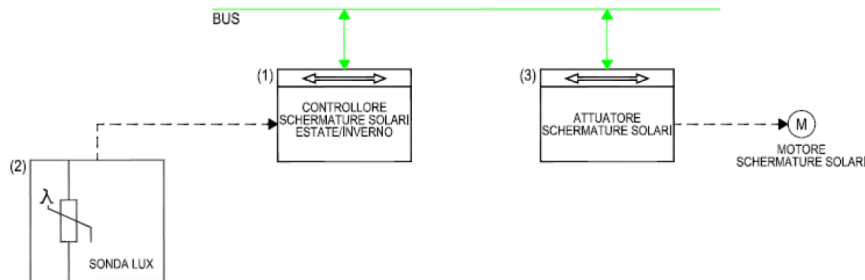 BUS
(1)
CONTROLLORE
SCHERMATURE SOLARI
ESTATE/INVERNO
(3)
ATTUATORE
SCHERMATURE SOLARI
M
MOTORE
SCHERMATURE SOLARI
(2)
λ
SONDA LUX